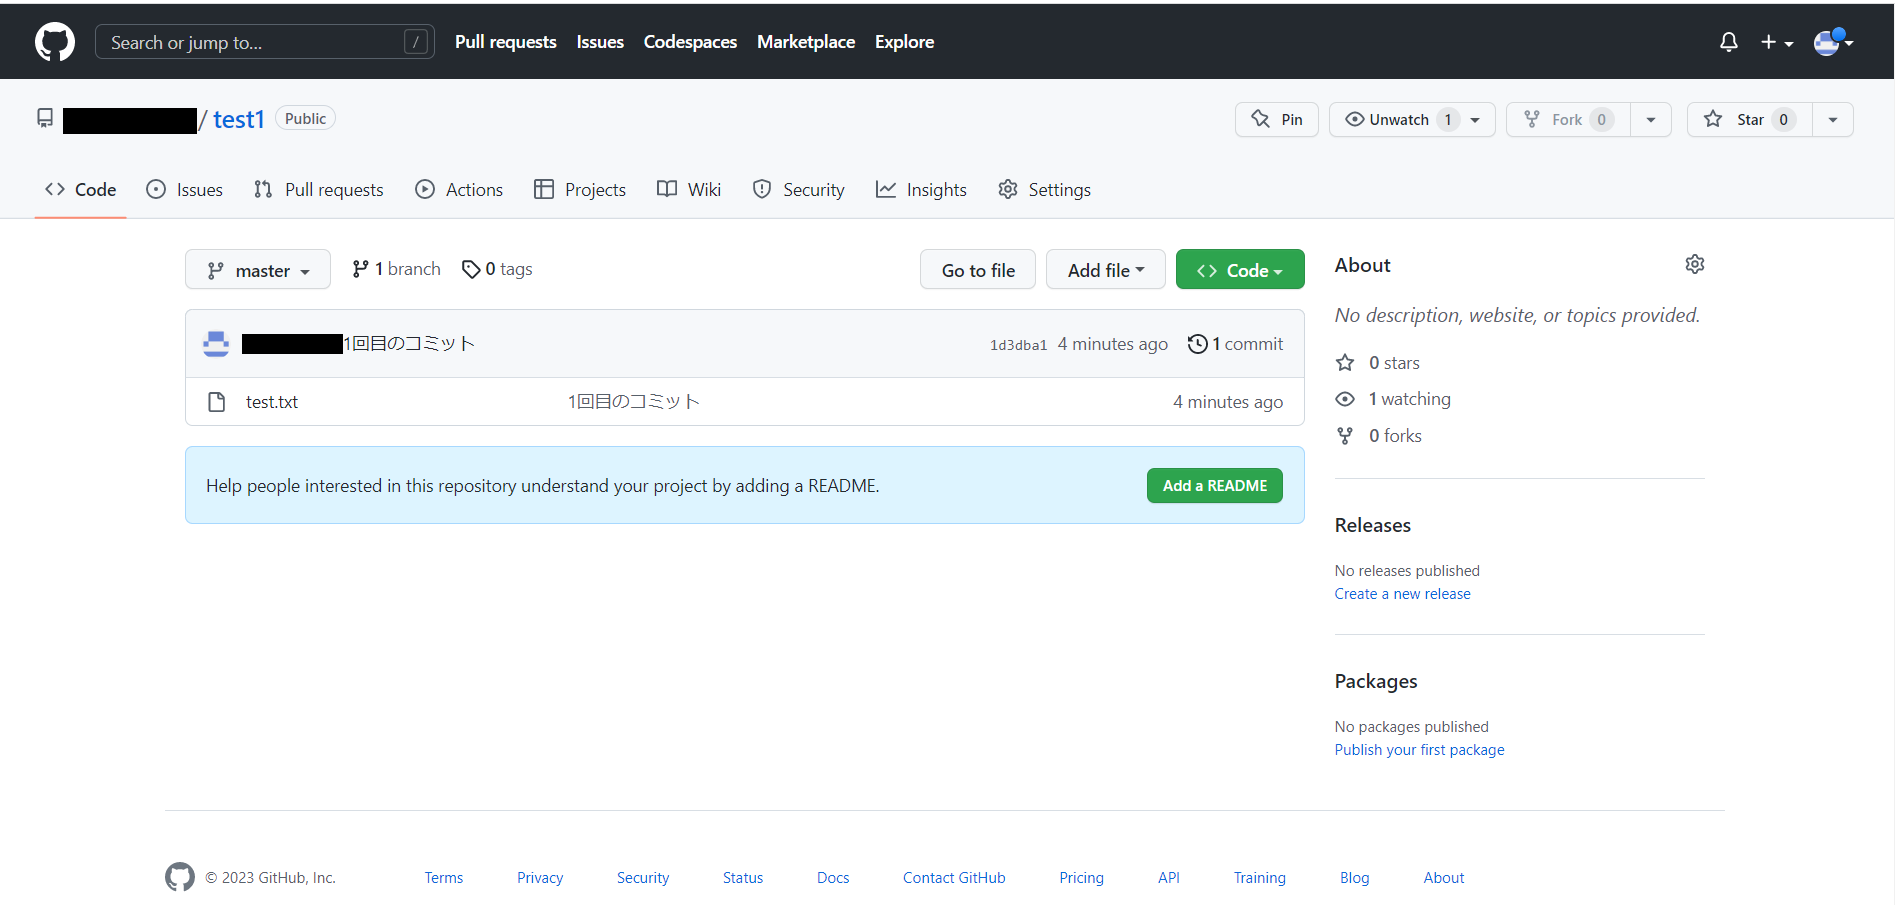 Search or jump to... / Pull requests Issues Codespaces Marketplace Explore
/ test1 Public Pin Unwatch 1 Fork 0 Star 0
Code Issues Pull requests Actions Projects Wiki Security Insights Settings
master 1 branch 0 tags Go to file Add file Code
1回目のコミット 1d3dba1 4 minutes ago 1 commit
test.txt 1回目のコミット 4 minutes ago
Help people interested in this repository understand your project by adding a README. Add a README
About
No description, website, or topics provided.
0 stars
1 watching
0 forks
Releases
No releases published
Create a new release
Packages
No packages published
Publish your first package
© 2023 GitHub, Inc. Terms Privacy Security Status Docs Contact GitHub Pricing API Training Blog About